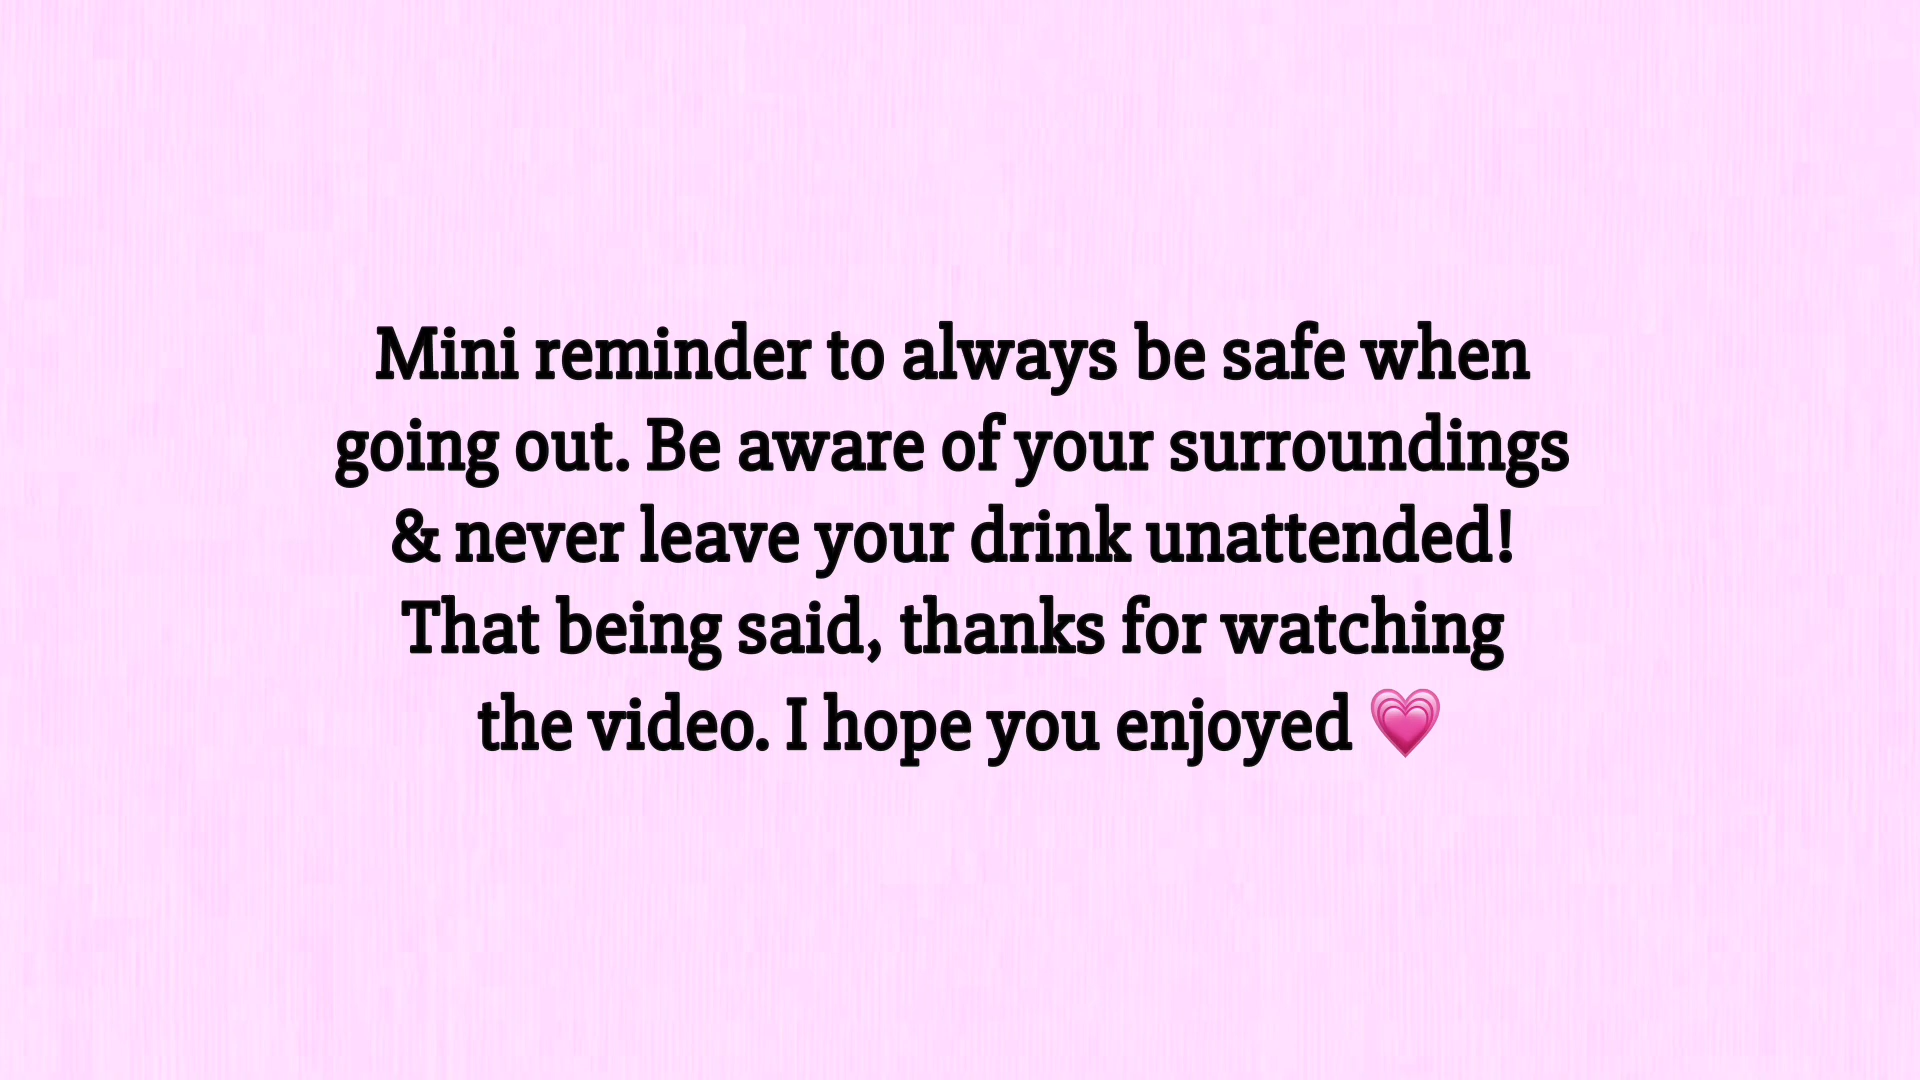 Mini reminder to always be safe when
going out. Be aware of your surroundings
& never leave your drink unattended!
That being said, thanks for watching
the video. I hope you enjoyed 💗